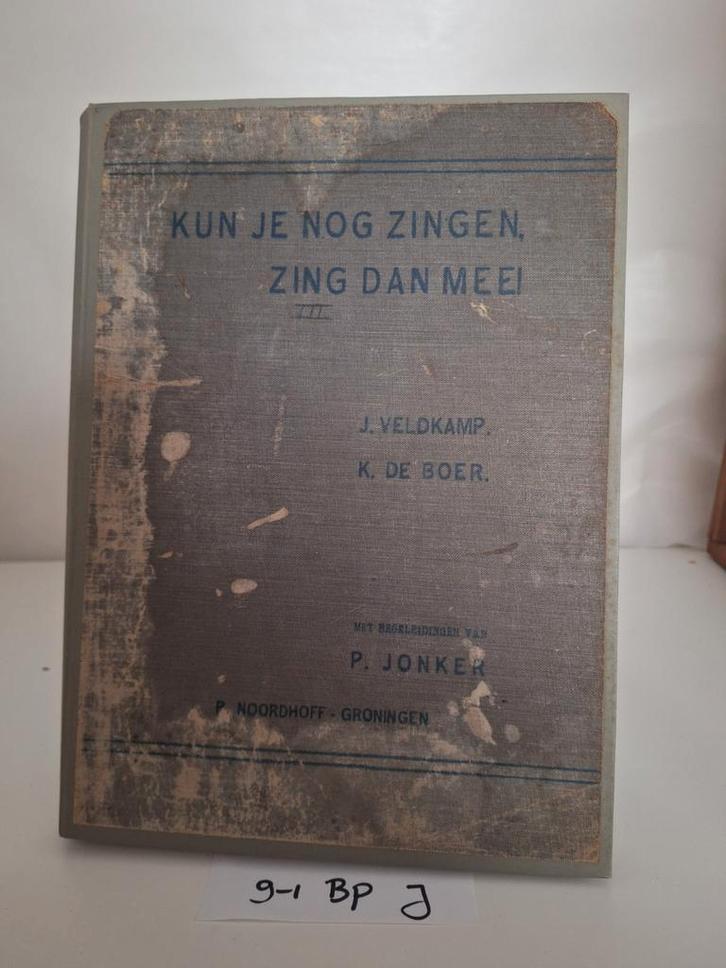 KUN JE NOG ZINGEN,
ZING DAN MEE!
III
J. VELDKAMP.
K. DE BOER.
MET BEGELEIDINGEN VAN
P. JONKER
P. NOORDHOFF - GRONINGEN
9-1 BP J